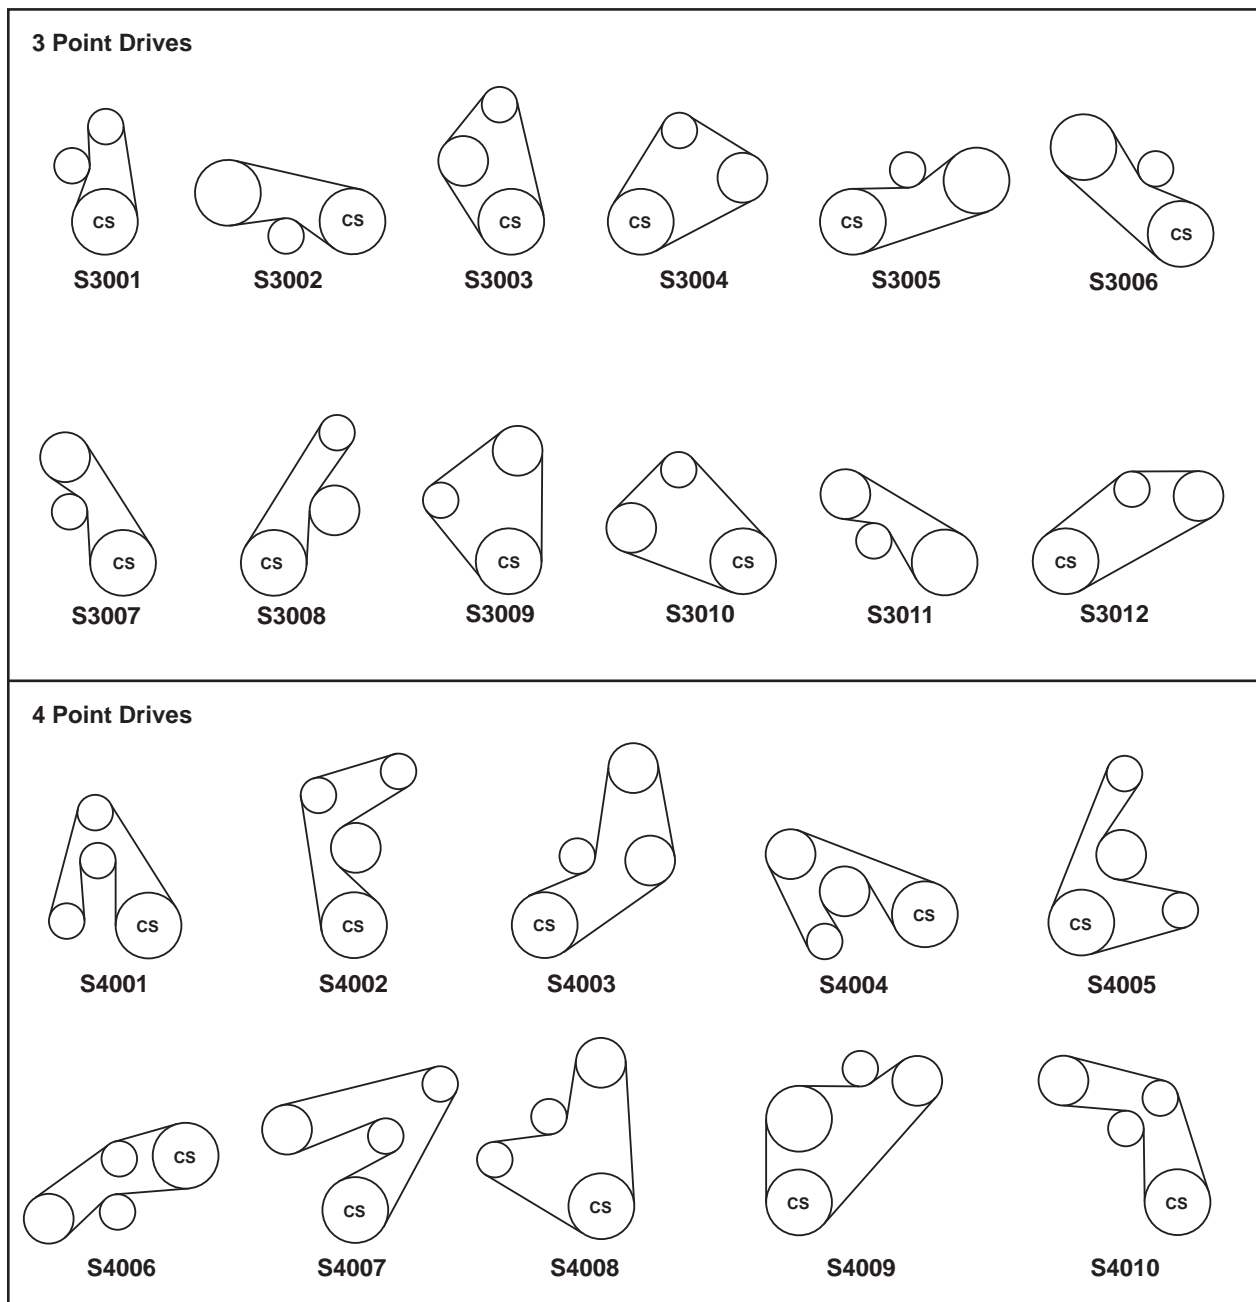 3 Point Drives
CS
CS
CS
CS
CS
CS
S3001
S3002
S3003
S3004
S3005
S3006
CS
CS
CS
CS
CS
S3007
S3008
S3009
S3010
S3011
S3012
4 Point Drives
CS
CS
CS
CS
CS
S4001
S4002
S4003
S4004
S4005
CS
CS
CS
CS
CS
S4006
S4007
S4008
S4009
S4010